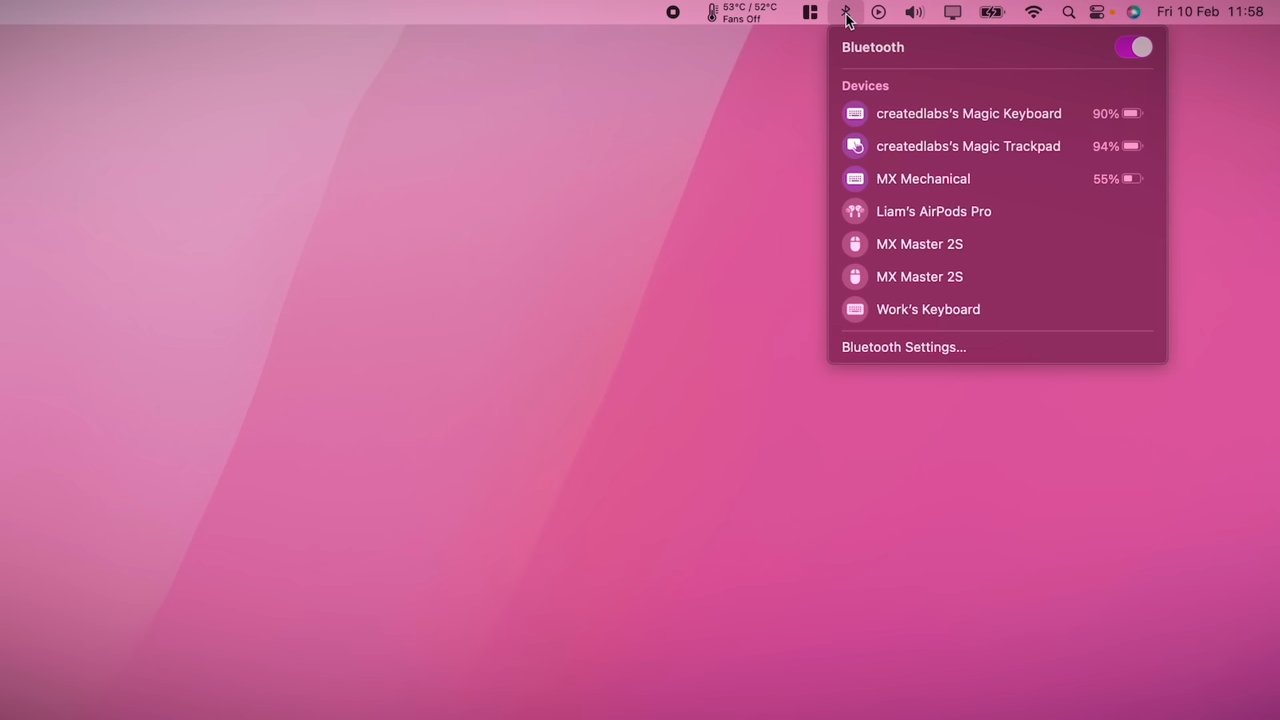 53°C / 52°C
Fans Off
Fri 10 Feb 11:58
Bluetooth
Devices
createdlabs's Magic Keyboard 90%
createdlabs's Magic Trackpad 94%
MX Mechanical 55%
Liam's AirPods Pro
MX Master 2S
MX Master 2S
Work's Keyboard
Bluetooth Settings...